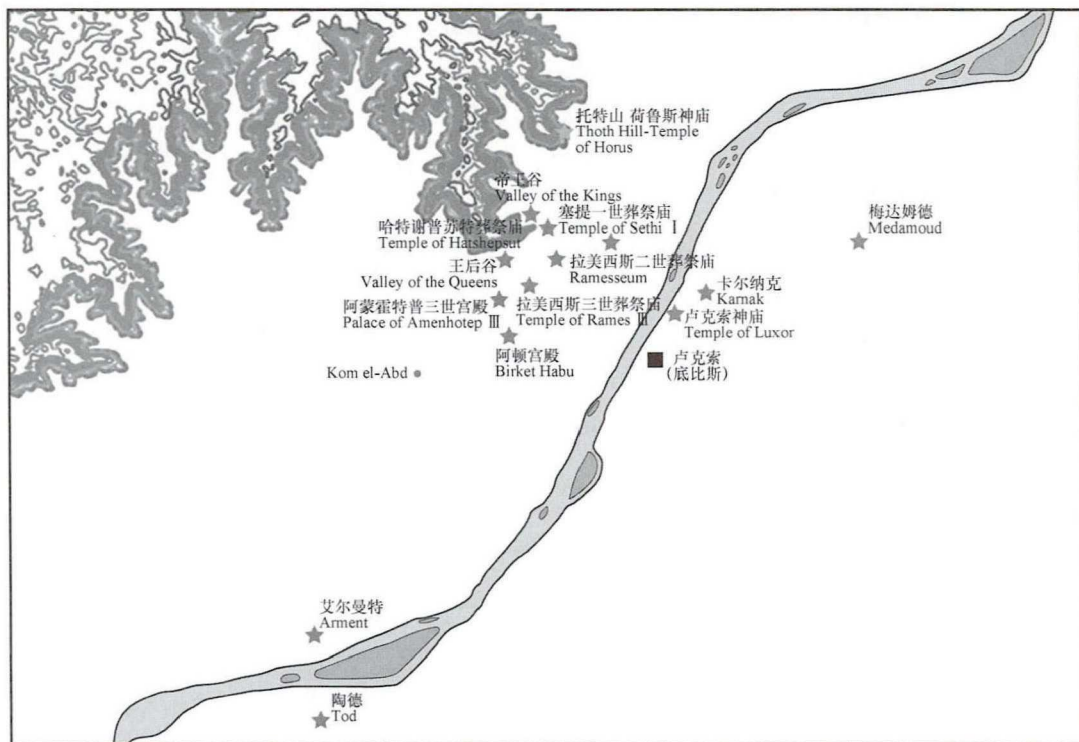 托特山 荷鲁斯神庙
Thoth Hill-Temple
of Horus
帝王谷
Valley of the Kings
塞提一世葬祭庙
Temple of Sethi Ⅰ
哈特谢普苏特葬祭庙
Temple of Hatshepsut
梅达姆德
Medamoud
王后谷
Valley of the Queens
拉美西斯二世葬祭庙
Ramesseum
卡尔纳克
Karnak
阿蒙霍特普三世宫殿
Palace of Amenhotep Ⅲ
拉美西斯三世葬祭庙
Temple of Rames Ⅲ
卢克索神庙
Temple of Luxor
阿顿宫殿
Birket Habu
卢克索
(底比斯)
Kom el-Abd
艾尔曼特
Arment
陶德
Tod